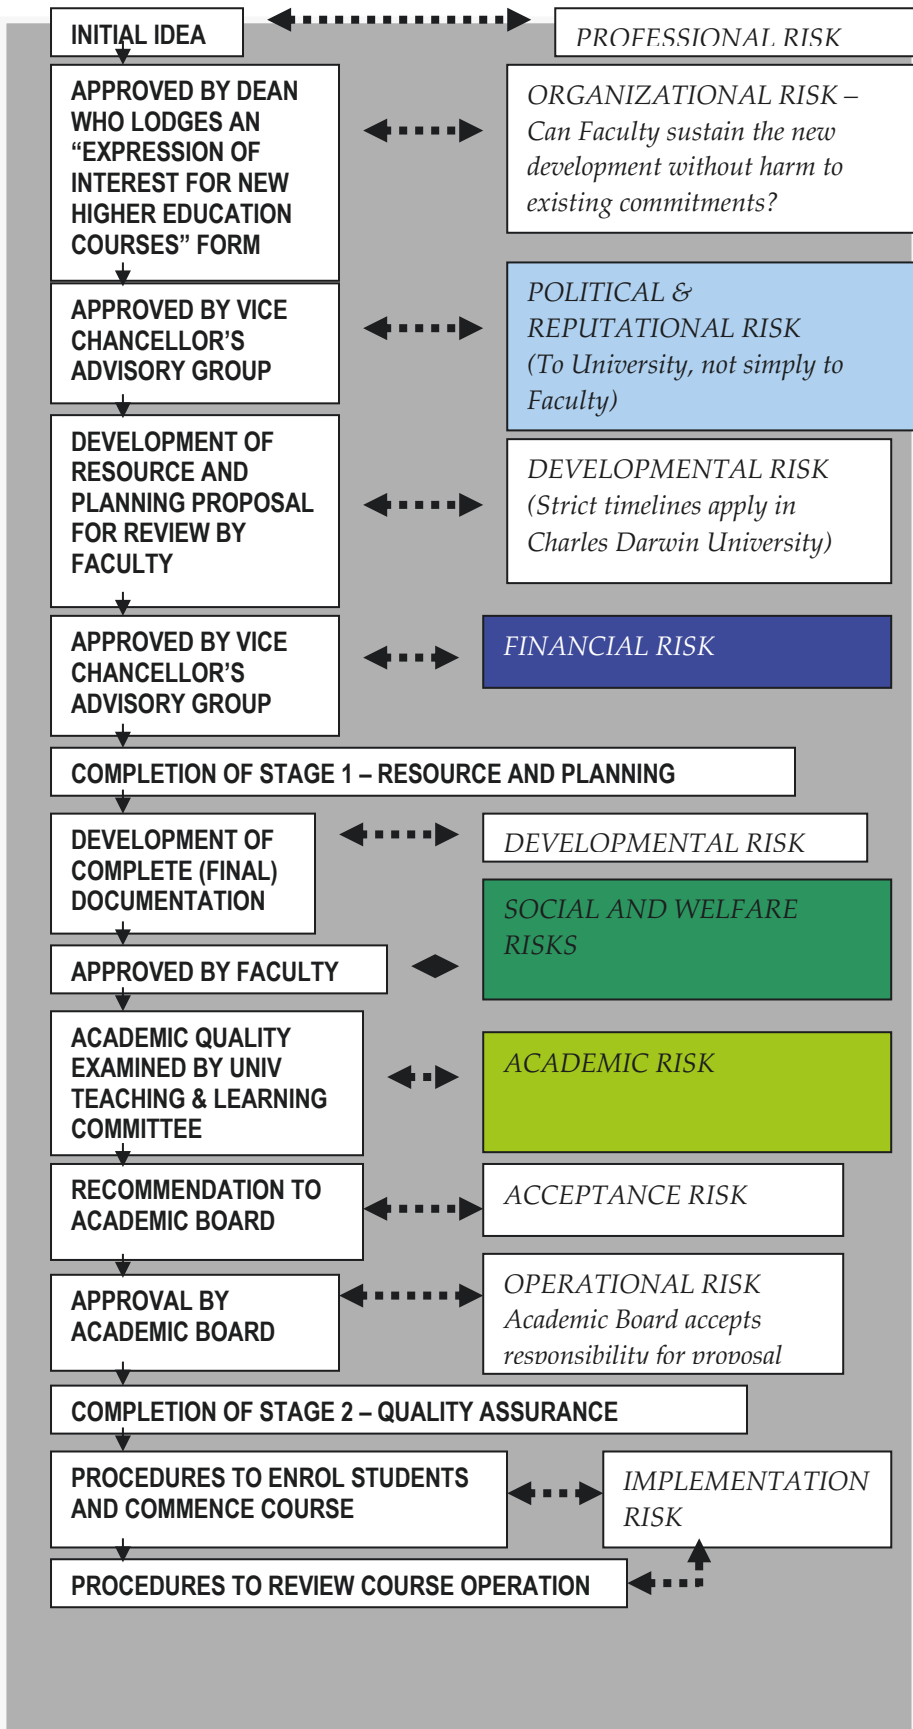 INITIAL IDEA
PROFESSIONAL RISK
APPROVED BY DEAN
WHO LODGES AN
“EXPRESSION OF
INTEREST FOR NEW
HIGHER EDUCATION
COURSES” FORM
ORGANIZATIONAL RISK –
Can Faculty sustain the new
development without harm to
existing commitments?
APPROVED BY VICE
CHANCELLOR’S
ADVISORY GROUP
POLITICAL &
REPUTATIONAL RISK
(To University, not simply to
Faculty)
DEVELOPMENT OF
RESOURCE AND
PLANNING PROPOSAL
FOR REVIEW BY
FACULTY
DEVELOPMENTAL RISK
(Strict timelines apply in
Charles Darwin University)
APPROVED BY VICE
CHANCELLOR’S
ADVISORY GROUP
FINANCIAL RISK
COMPLETION OF STAGE 1 – RESOURCE AND PLANNING
DEVELOPMENT OF
COMPLETE (FINAL)
DOCUMENTATION
DEVELOPMENTAL RISK
SOCIAL AND WELFARE
RISKS
APPROVED BY FACULTY
ACADEMIC QUALITY
EXAMINED BY UNIV
TEACHING & LEARNING
COMMITTEE
ACADEMIC RISK
RECOMMENDATION TO
ACADEMIC BOARD
ACCEPTANCE RISK
APPROVAL BY
ACADEMIC BOARD
OPERATIONAL RISK
Academic Board accepts
responsibility for proposal
COMPLETION OF STAGE 2 – QUALITY ASSURANCE
PROCEDURES TO ENROL STUDENTS
AND COMMENCE COURSE
IMPLEMENTATION
RISK
PROCEDURES TO REVIEW COURSE OPERATION